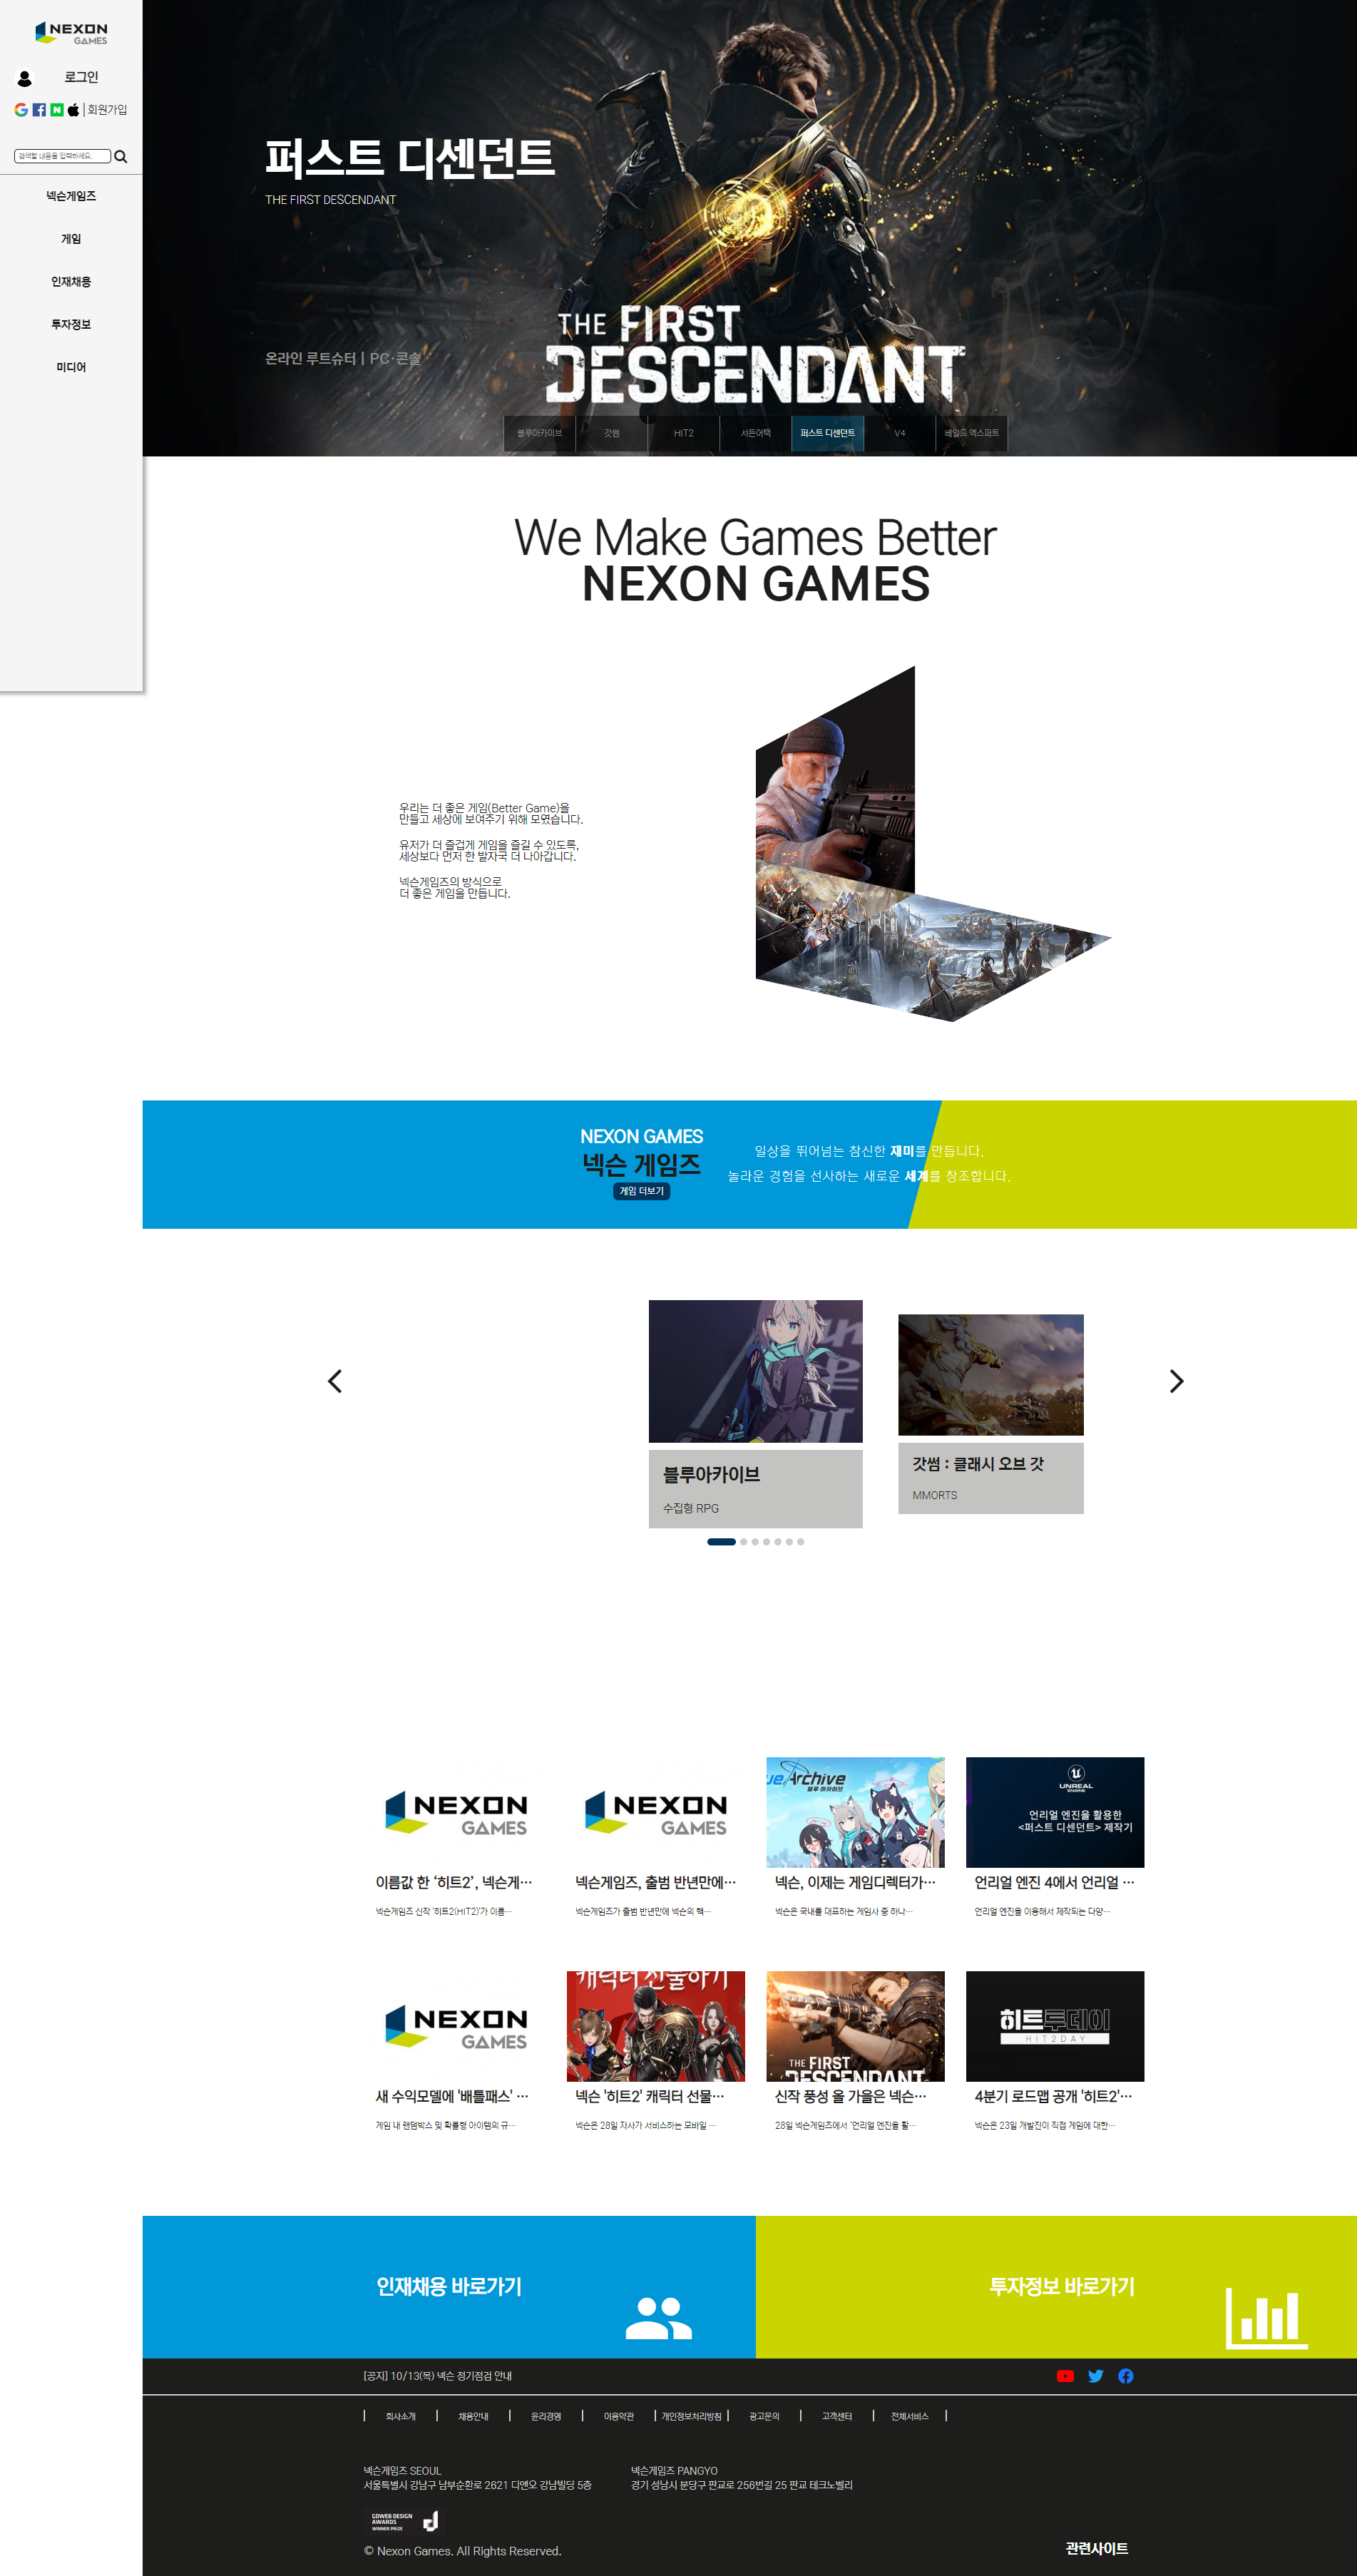 NEXON
GAMES
로그인
회원가입
검색할 내용을 입력하세요.
넥슨게임즈
게임
인재채용
투자정보
미디어
퍼스트 디센던트
THE FIRST DESCENDANT
THE FIRST
DESCENDANT
온라인 루트슈터 | PC·콘솔
블루아카이브
갓썸
HIT2
서든어택
퍼스트 디센던트
V4
베일드 엑스퍼트
We Make Games Better
NEXON GAMES
우리는 더 좋은 게임(Better Game)을
만들고 세상에 보여주기 위해 모였습니다.
유저가 더 즐겁게 게임을 즐길 수 있도록,
세상보다 먼저 한 발자국 더 나아갑니다.
넥슨게임즈의 방식으로
더 좋은 게임을 만듭니다.
NEXON GAMES
넥슨 게임즈
게임 더보기
일상을 뛰어넘는 참신한 재미를 만듭니다.
놀라운 경험을 선사하는 새로운 세계를 창조합니다.
블루아카이브
수집형 RPG
갓썸 : 클래시 오브 갓
MMORTS
NEXON
GAMES
이름값 한 ‘히트2’, 넥슨게…
넥슨게임즈 신작 ‘히트2(HIT2)’가 이름…
NEXON
GAMES
넥슨게임즈, 출범 반년만에…
넥슨게임즈가 출범 반년만에 넥슨의 핵…
ue Archive
블루 아카이브
넥슨, 이제는 게임디렉터가…
넥슨은 국내를 대표하는 게임사 중 하나…
UNREAL
ENGINE
언리얼 엔진을 활용한
<퍼스트 디센던트> 제작기
언리얼 엔진 4에서 언리얼 …
언리얼 엔진을 이용해서 제작되는 다양…
NEXON
GAMES
새 수익모델에 '배틀패스' …
게임 내 랜덤박스 및 확률형 아이템의 규…
캐릭터 선물하기
넥슨 '히트2' 캐릭터 선물…
넥슨은 28일 자사가 서비스하는 모바일 …
THE FIRST
DESCENDANT
신작 풍성 올 가을은 넥슨…
28일 넥슨게임즈에서 ‘언리얼 엔진을 활…
히트투데이
HIT2.DAY
4분기 로드맵 공개 '히트2'…
넥슨은 23일 개발진이 직접 게임에 대한…
인재채용 바로가기
투자정보 바로가기
[공지] 10/13(목) 넥슨 정기점검 안내
회사소개
채용안내
윤리경영
이용약관
개인정보처리방침
광고문의
고객센터
전체서비스
넥슨게임즈 SEOUL
서울특별시 강남구 남부순환로 2621 디앤오 강남빌딩 5층
넥슨게임즈 PANGYO
경기 성남시 분당구 판교로 256번길 25 판교 테크노밸리
GDWEB DESIGN
AWARDS
WINNER PRIZE
© Nexon Games. All Rights Reserved.
관련사이트